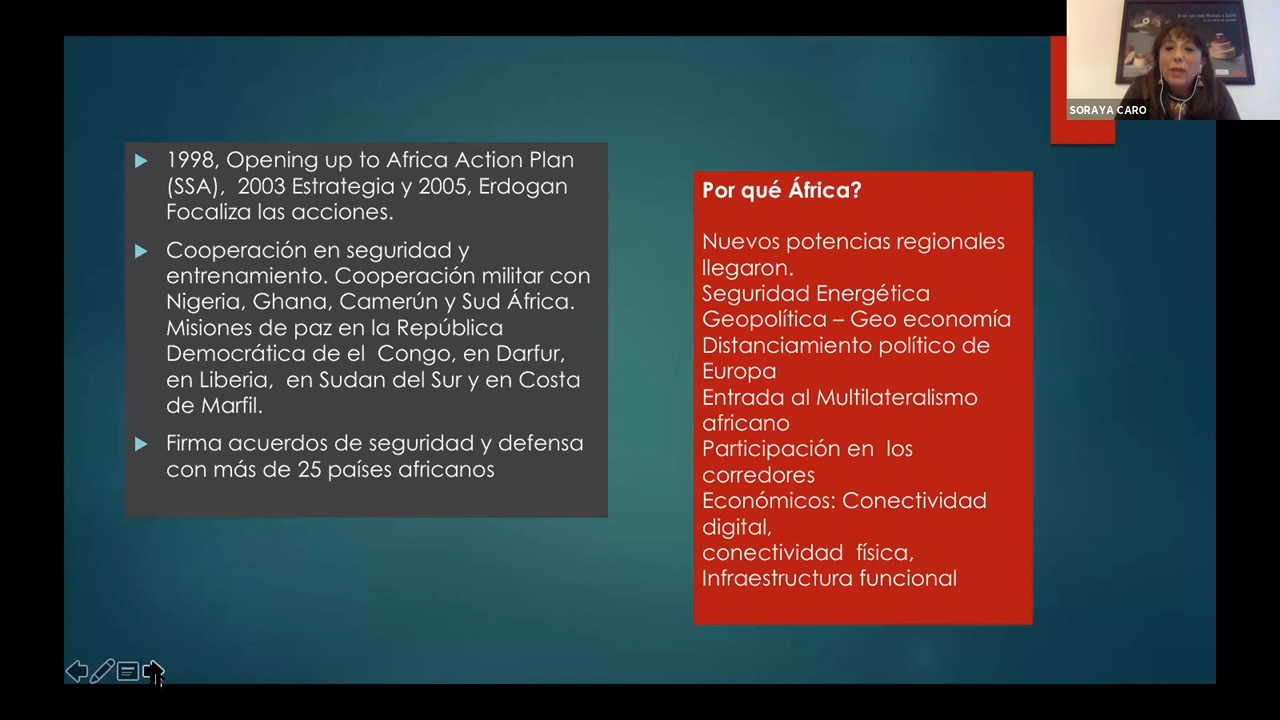 1998, Opening up to Africa Action Plan
(SSA), 2003 Estrategia y 2005, Erdogan
Focaliza las acciones.
Cooperación en seguridad y
entrenamiento. Cooperación militar con
Nigeria, Ghana, Camerún y Sud África.
Misiones de paz en la República
Democrática de el Congo, en Darfur,
en Liberia, en Sudan del Sur y en Costa
de Marfil.
Firma acuerdos de seguridad y defensa
con más de 25 países africanos
Por qué África?
Nuevos potencias regionales
llegaron.
Seguridad Energética
Geopolítica – Geo economía
Distanciamiento político de
Europa
Entrada al Multilateralismo
africano
Participación en los
corredores
Económicos: Conectividad
digital,
conectividad física,
Infraestructura funcional
SORAYA CARO